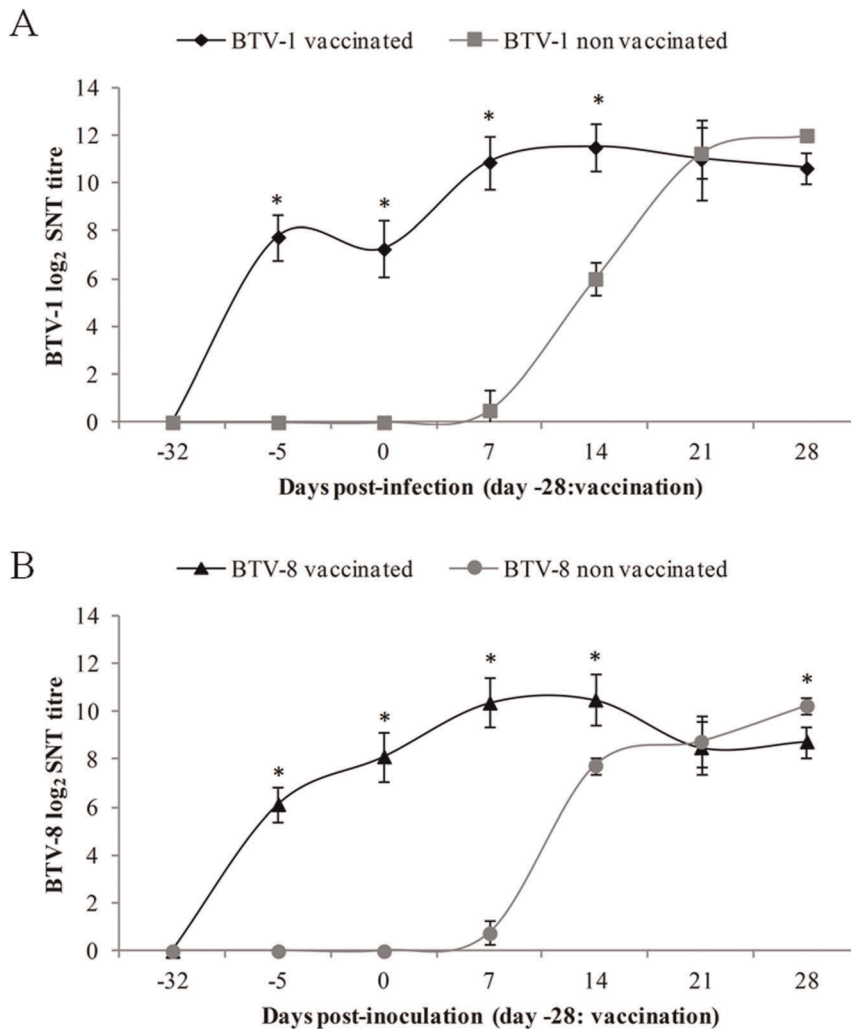 A
BTV-1 vaccinated BTV-1 non vaccinated
BTV-1 log2 SNT titre
14
12
10
8
6
4
2
0
* * * *
-32 -5 0 7 14 21 28
Days post-infection (day -28:vaccination)
B
BTV-8 vaccinated BTV-8 non vaccinated
BTV-8 log2 SNT titre
14
12
10
8
6
4
2
0
* * * * *
-32 -5 0 7 14 21 28
Days post-inoculation (day -28: vaccination)